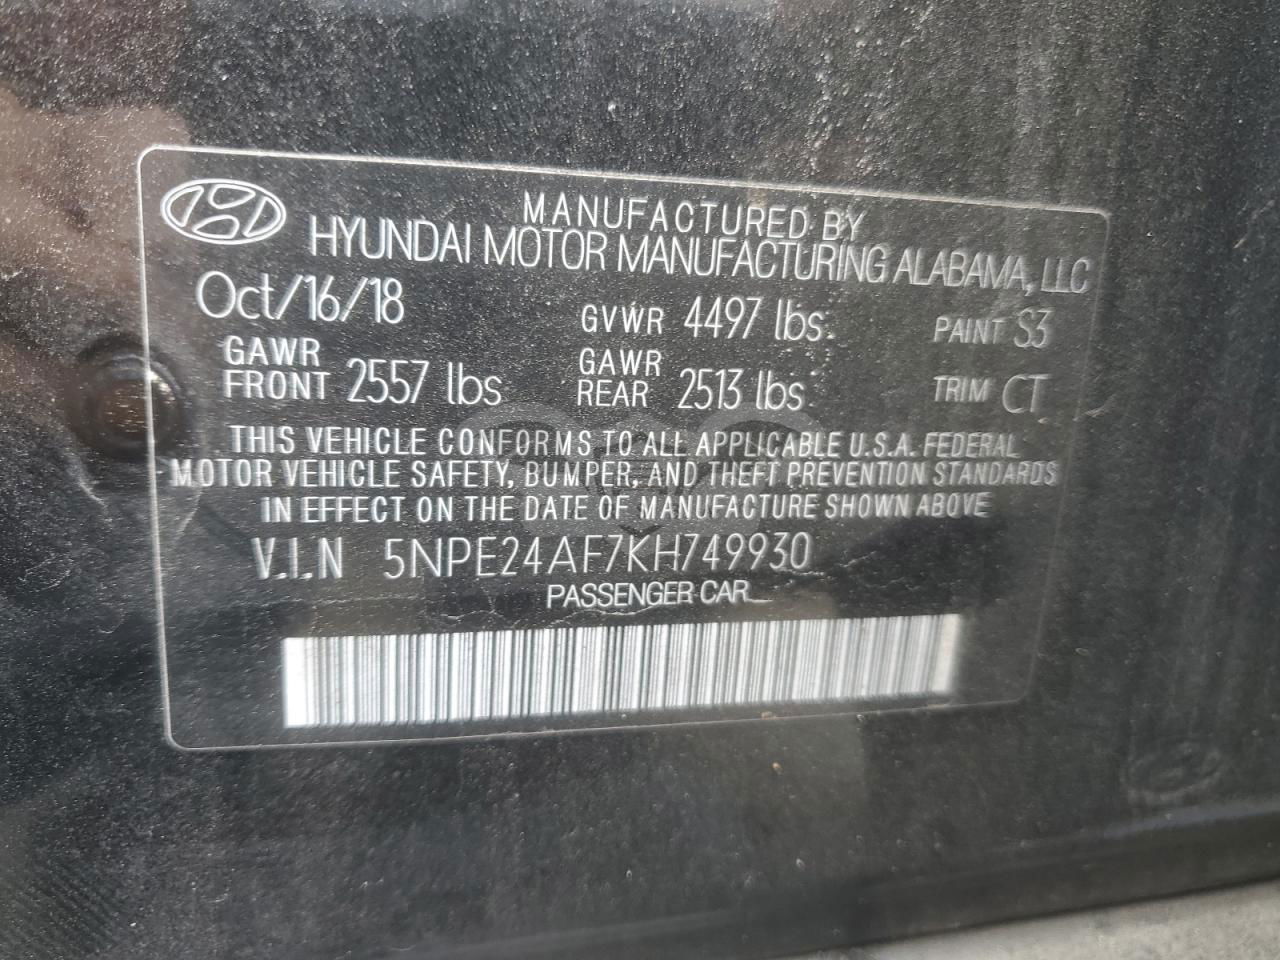 MANUFACTURED BY
HYUNDAI MOTOR MANUFACTURING ALABAMA, LLC
Oct/16/18 GVWR 4497 lbs. PAINT S3
GAWR FRONT 2557 lbs GAWR REAR 2513 lbs. TRIM CT
THIS VEHICLE CONFORMS TO ALL APPLICABLE U.S.A. FEDERAL
MOTOR VEHICLE SAFETY, BUMPER, AND THEFT PREVENTION STANDARDS
IN EFFECT ON THE DATE OF MANUFACTURE SHOWN ABOVE
V.I.N 5NPE24AF7KH749930
PASSENGER CAR